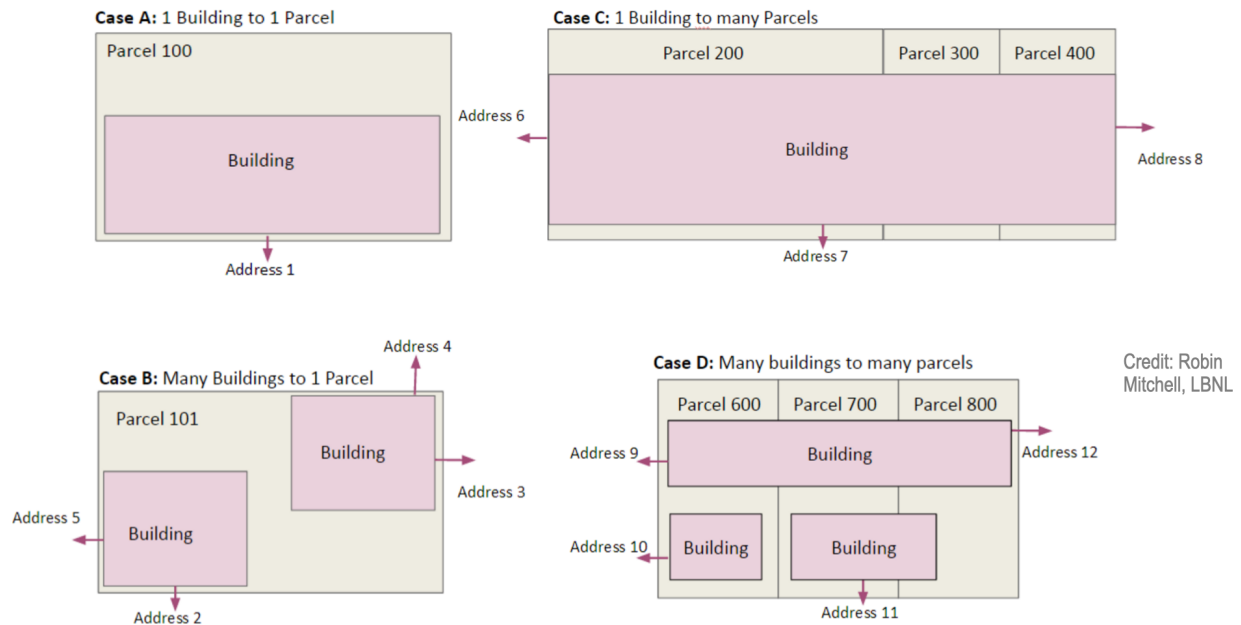 Case A: 1 Building to 1 Parcel
Parcel 100
Building
Address 1
Case C: 1 Building to many Parcels
Parcel 200
Parcel 300
Parcel 400
Address 6
Building
Address 8
Address 7
Address 4
Case B: Many Buildings to 1 Parcel
Parcel 101
Building
Address 3
Address 5
Building
Address 2
Case D: Many buildings to many parcels
Parcel 600
Parcel 700
Parcel 800
Address 9
Building
Address 12
Address 10
Building
Building
Address 11
Credit: Robin
Mitchell, LBNL